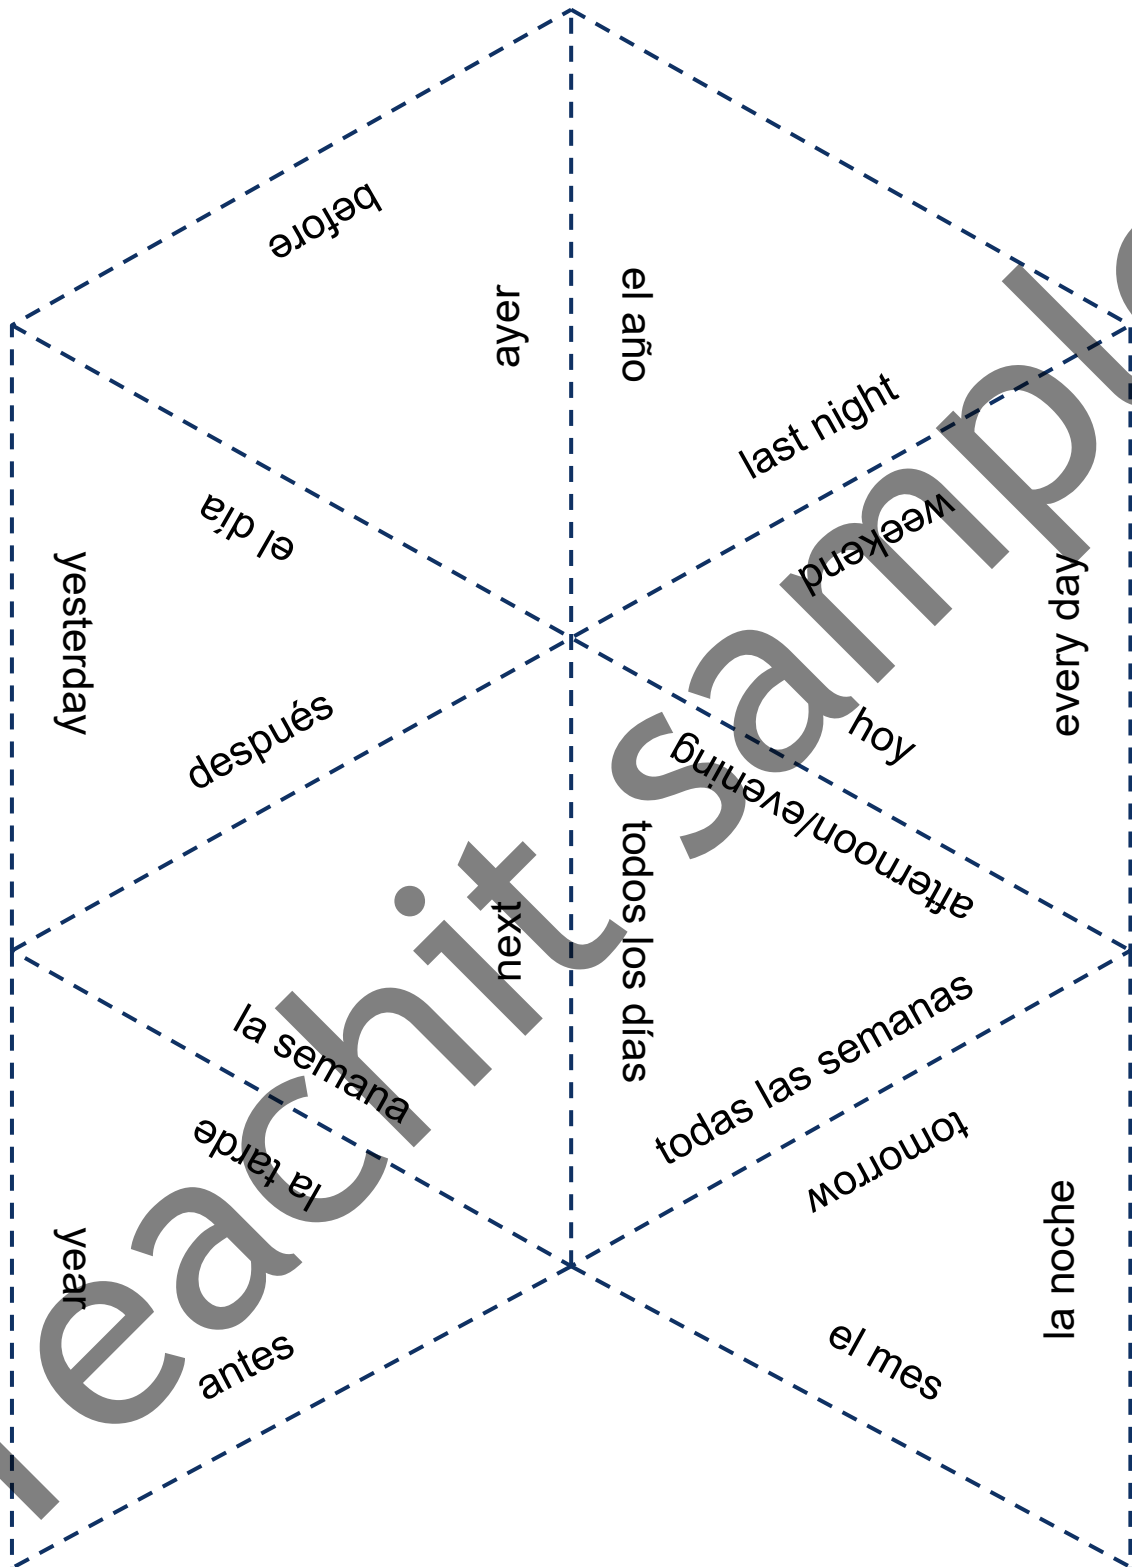 before
ayer
el año
last night
el día
weekend
yesterday
every day
después
hoy
afternoon/evening
todos los días
next
la semana
todas las semanas
la tarde
tomorrow
year
la noche
antes
el mes
Teachit sample